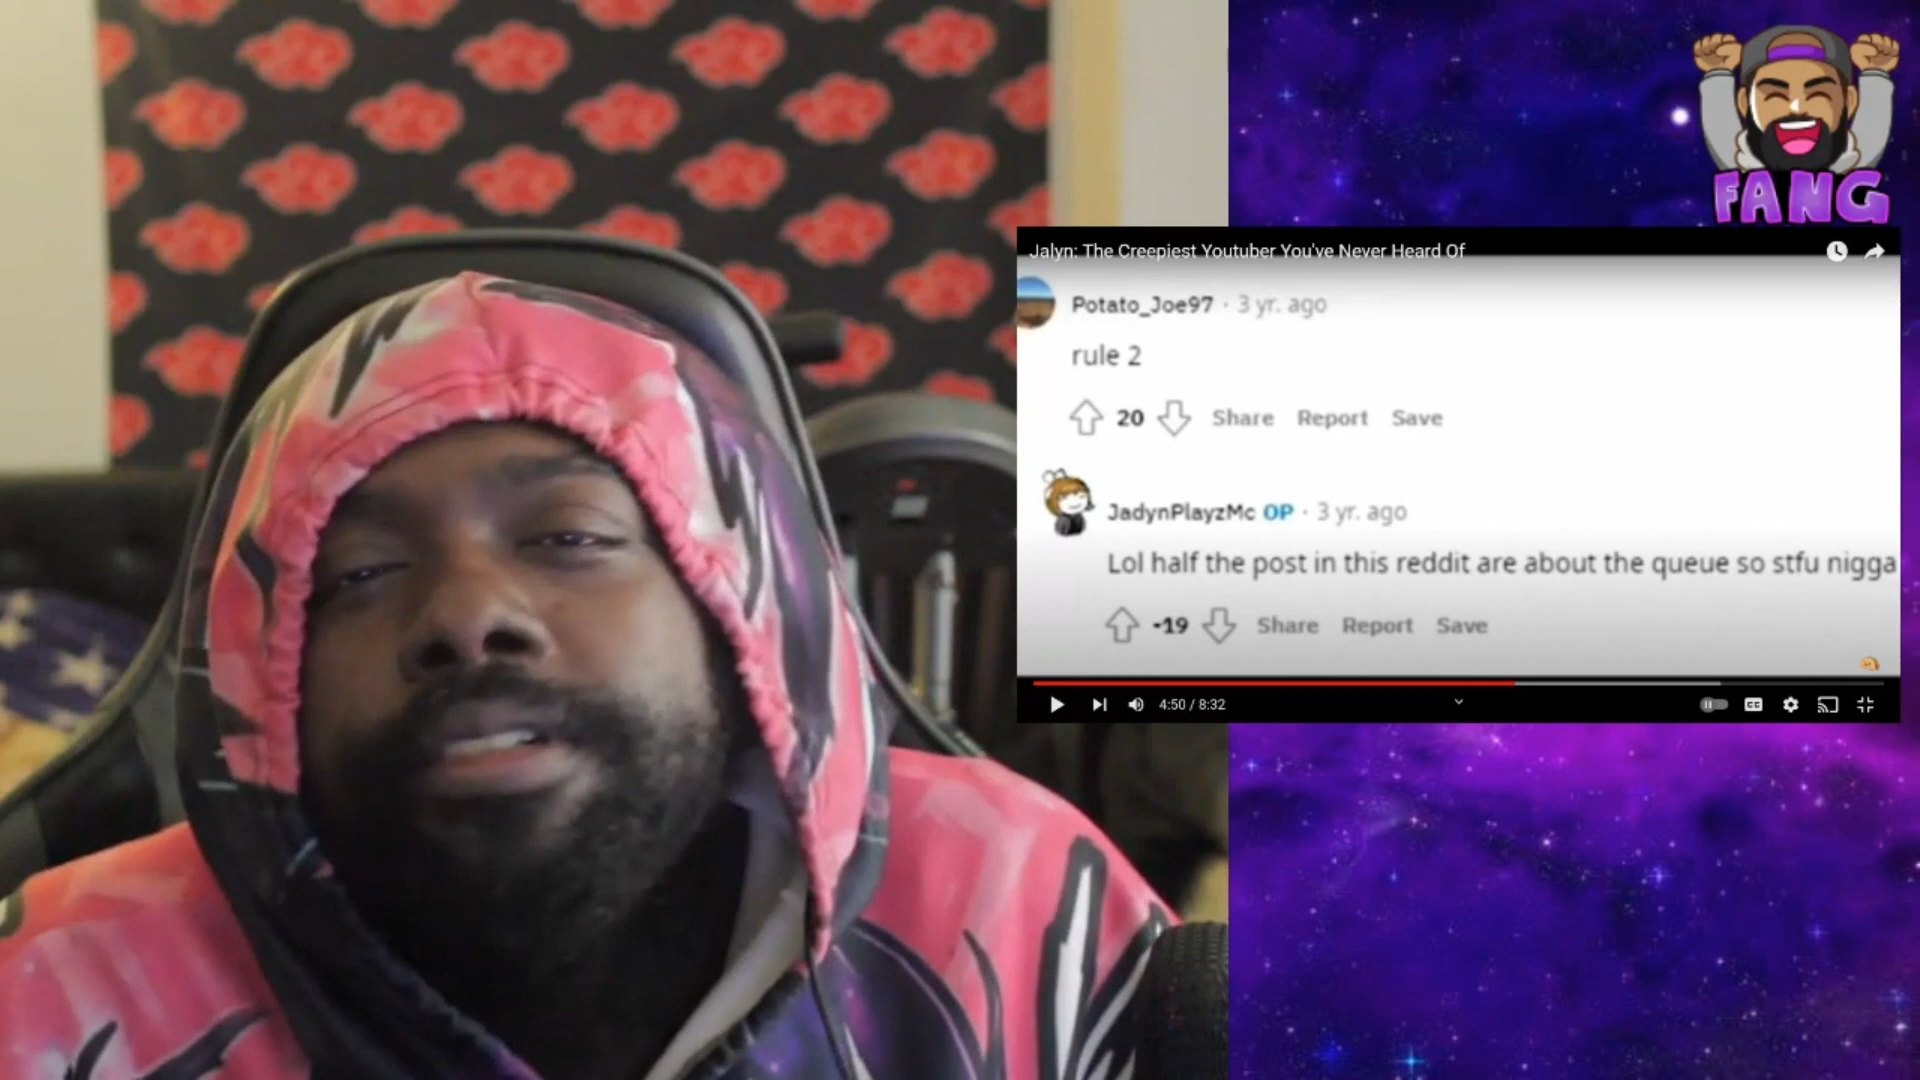 FANG
Jalyn: The Creepiest Youtuber You've Never Heard Of
Potato_Joe97 · 3 yr. ago
rule 2
20 Share Report Save
JadynPlayzMc OP · 3 yr. ago
Lol half the post in this reddit are about the queue so stfu nigga
-19 Share Report Save
4:50 / 8:32
CC